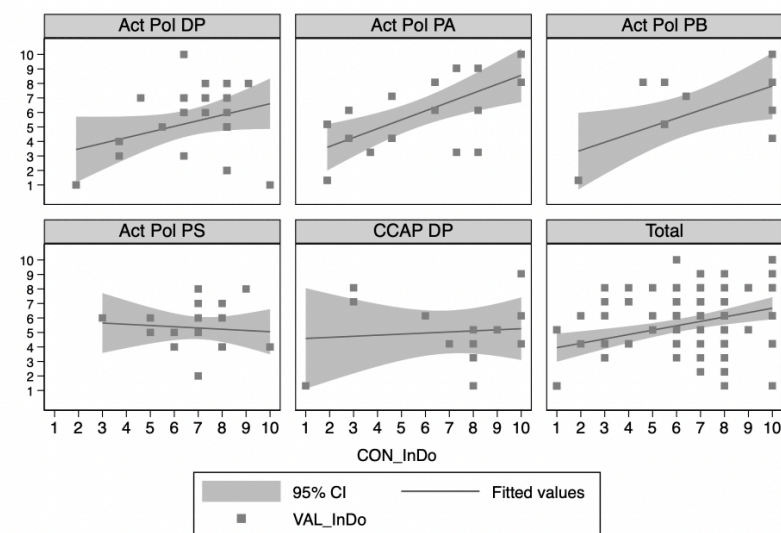 Act Pol DP
Act Pol PA
Act Pol PB
10
9
8
7
6
5
4
3
2
1
Act Pol PS
CCAP DP
Total
10
9
8
7
6
5
4
3
2
1
1 2 3 4 5 6 7 8 9 10
1 2 3 4 5 6 7 8 9 10
1 2 3 4 5 6 7 8 9 10
CON_InDo
95% CI
Fitted values
VAL_InDo